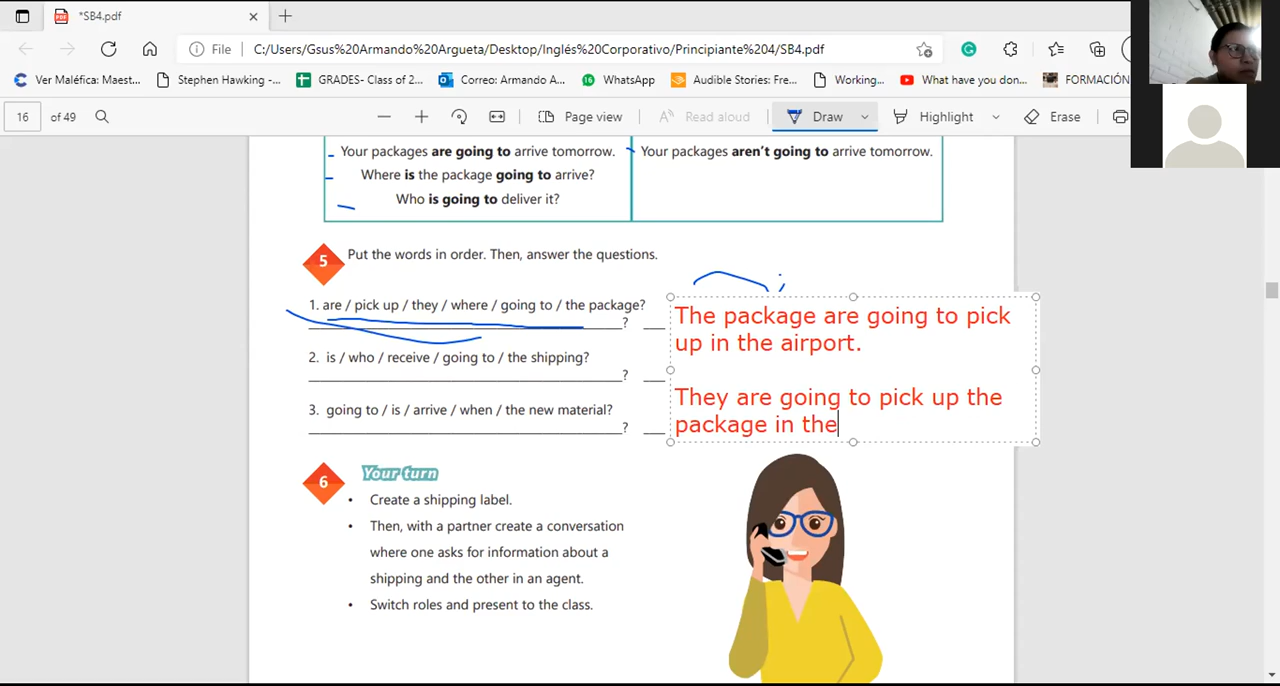 *SB4.pdf
File
C:/Users/Gsus%20Armando%20Argueta/Desktop/Inglés%20Corporativo/Principiante%204/SB4.pdf
Ver Maléfica: Maest...
Stephen Hawking -...
GRADES- Class of 2...
Correo: Armando A...
WhatsApp
Audible Stories: Fre...
Working...
What have you don...
FORMACIÓN
16 of 49
Page view
Read aloud
Draw
Highlight
Erase
Your packages are going to arrive tomorrow.
Your packages aren't going to arrive tomorrow.
Where is the package going to arrive?
Who is going to deliver it?
5 Put the words in order. Then, answer the questions.
1. are / pick up / they / where / going to / the package?
?
2. is / who / receive / going to / the shipping?
?
3. going to / is / arrive / when / the new material?
?
The package are going to pick
up in the airport.
They are going to pick up the
package in the
6 Your turn
• Create a shipping label.
• Then, with a partner create a conversation
where one asks for information about a
shipping and the other in an agent.
• Switch roles and present to the class.